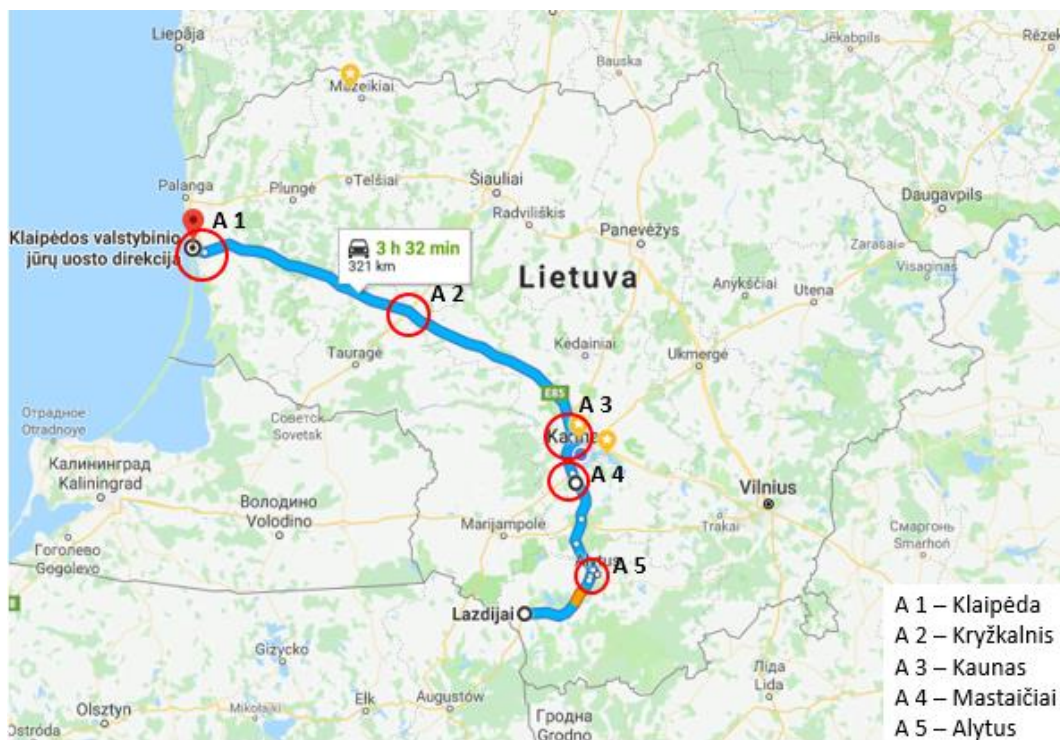 Liepāja
Jēkabpils
Rēzek
Bauska
Mažeikiai
Palanga
Plungė
Telšiai
Šiauliai
Radviliškis
Daugavpils
Panevėžys
Zarasai
Visaginas
A 1
Klaipėdos valstybinio
jūrų uosto direkcija
3 h 32 min
321 km
Lietuva
Anykščiai
Utena
A 2
Tauragė
Kėdainiai
Ukmergė
E85
A 3
Отрадное
Otradnoye
Советск
Sovetsk
A 4
Калининград
Kaliningrad
Володино
Volodino
Vilnius
Marijampolė
Trakai
Сморгонь
Smarhoń
Гоголево
Gogolevo
Alytus
A 5
Lazdijai
A 1 – Klaipėda
A 2 – Kryžkalnis
A 3 – Kaunas
A 4 – Mastaičiai
A 5 – Alytus
Giżycko
Ełk
Augustów
Mikołajki
Olsztyn
Ostróda
Гродна
Гродно
Ліда
Lida